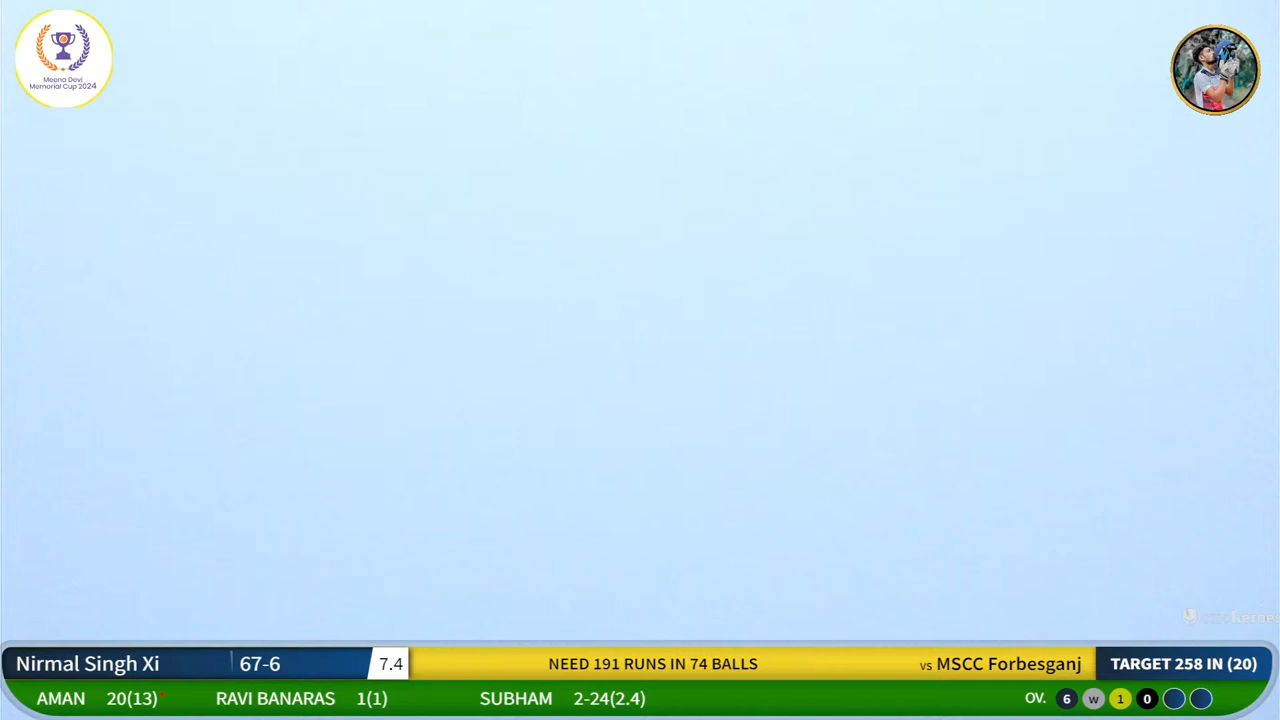 Meena Devi
Memorial Cup 2024
Nirmal Singh Xi 67-6 7.4 NEED 191 RUNS IN 74 BALLS vs MSCC Forbesganj TARGET 258 IN (20)
AMAN 20(13)* RAVI BANARAS 1(1) SUBHAM 2-24(2.4) OV. 6 w 1 0